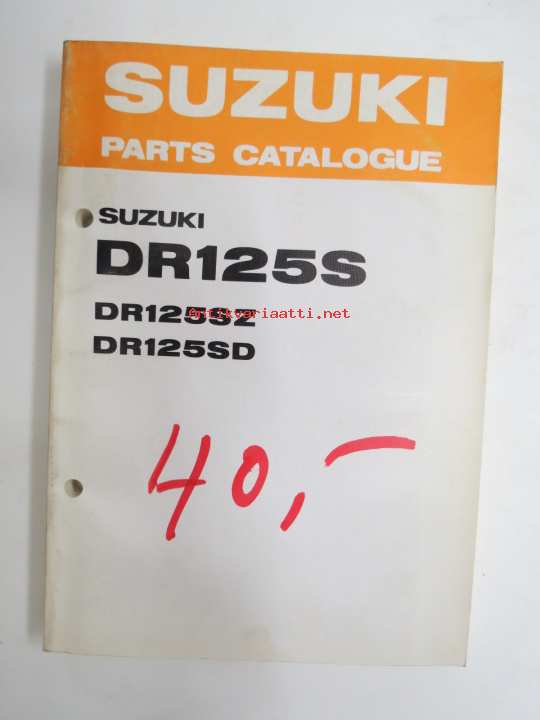 SUZUKI
PARTS CATALOGUE
SUZUKI
DR125S
DR125SZ
antikvariaatti.net
DR125SD
40,-